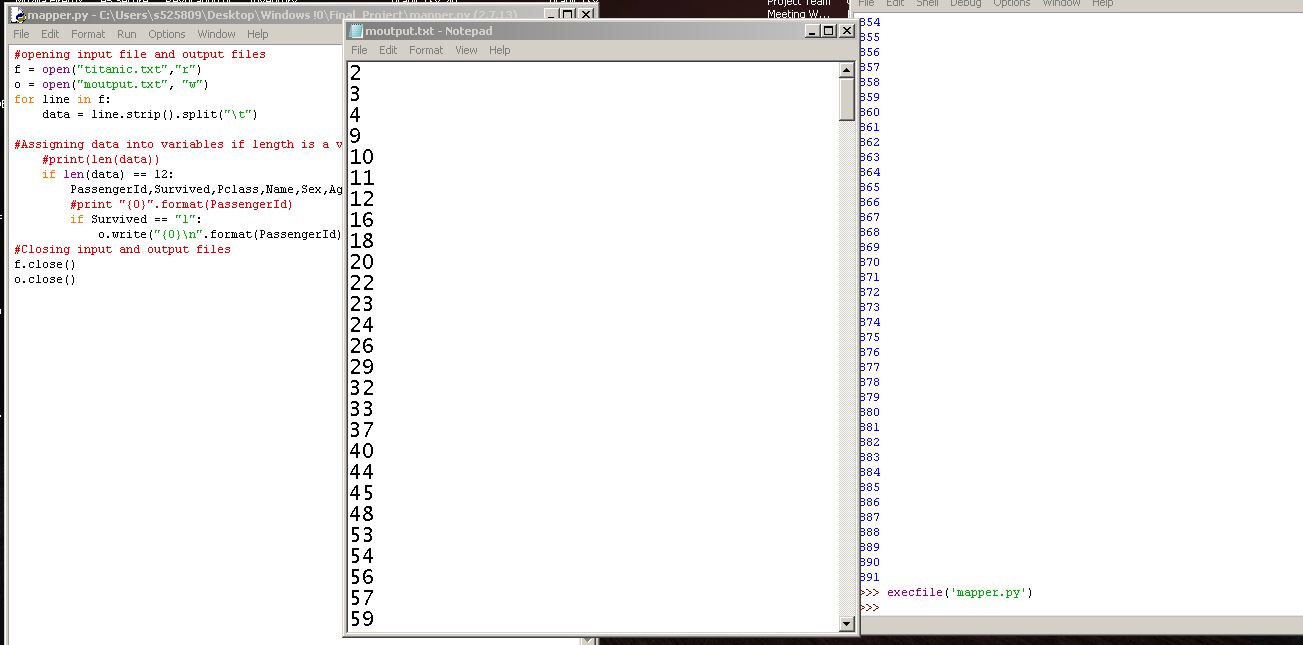 mapper.py - C:\Users\s525809\Desktop\Windows !0\Final_Project\mapper.py (2.7.13)
File Edit Format Run Options Window Help
#opening input file and output files
f = open("titanic.txt","r")
o = open("moutput.txt", "w")
for line in f:
data = line.strip().split("\t")
#Assigning data into variables if length is a v
#print(len(data))
if len(data) == 12:
PassengerId,Survived,Pclass,Name,Sex,Ag
#print "{0}".format(PassengerId)
if Survived == "1":
o.write("{0}\n".format(PassengerId)
#Closing input and output files
f.close()
o.close()
moutput.txt - Notepad
File Edit Format View Help
2
3
4
9
10
11
12
16
18
20
22
23
24
26
29
32
33
37
40
44
45
48
53
54
56
57
59
Project Team
Meeting W...
File Edit Shell Debug Options Window Help
854
855
856
857
858
859
860
861
862
863
864
865
866
867
868
869
870
871
872
873
874
875
876
877
878
879
880
881
882
883
884
885
886
887
888
889
890
891
>>> execfile('mapper.py')
>>>